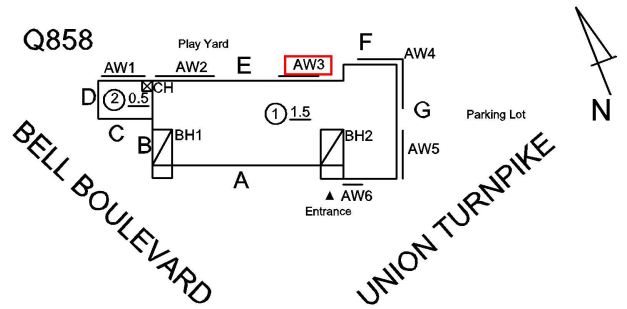 Q858
Play Yard
F
AW1
AW2
E
AW3
AW4
CH
D
2 0.5
1 1.5
G
Parking Lot
N
C
B
BH1
BH2
AW5
A
AW6
▲
Entrance
BELL BOULEVARD
UNION TURNPIKE